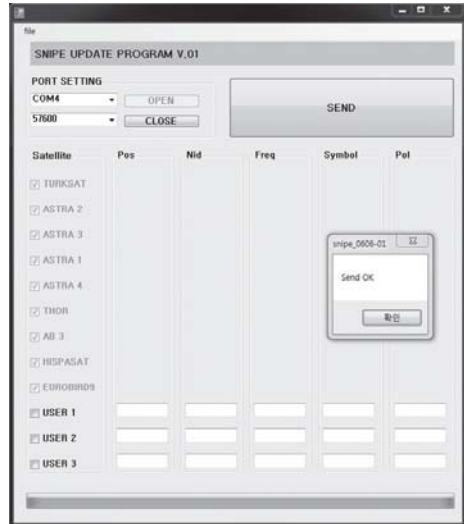 file
SNIPE UPDATE PROGRAM V.01
PORT SETTING
COM4 OPEN
57600 CLOSE
SEND
Satellite Pos Nid Freq Symbol Pol
TURKSAT
ASTRA 2
ASTRA 3
ASTRA 1
ASTRA 4
THOR
AB 3
HISPASAT
EUROBIRD9
USER 1
USER 2
USER 3
snipe_0606-01
Send OK
확인